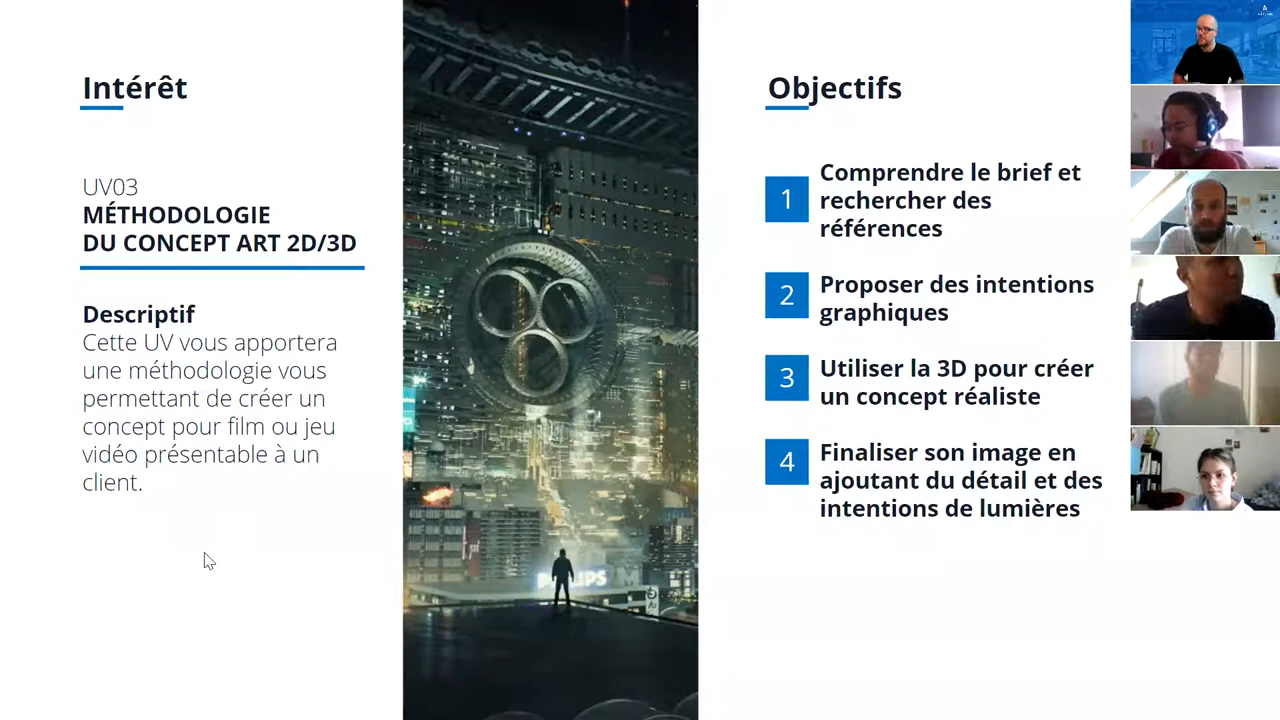 Intérêt
UV03
MÉTHODOLOGIE
DU CONCEPT ART 2D/3D
Descriptif
Cette UV vous apportera
une méthodologie vous
permettant de créer un
concept pour film ou jeu
vidéo présentable à un
client.
PHILIPS
Objectifs
1
Comprendre le brief et
rechercher des
références
2
Proposer des intentions
graphiques
3
Utiliser la 3D pour créer
un concept réaliste
4
Finaliser son image en
ajoutant du détail et des
intentions de lumières